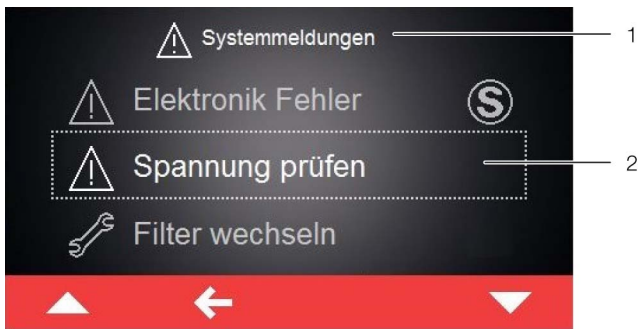 Systemmeldungen
1
Elektronik Fehler S
Spannung prüfen
2
Filter wechseln